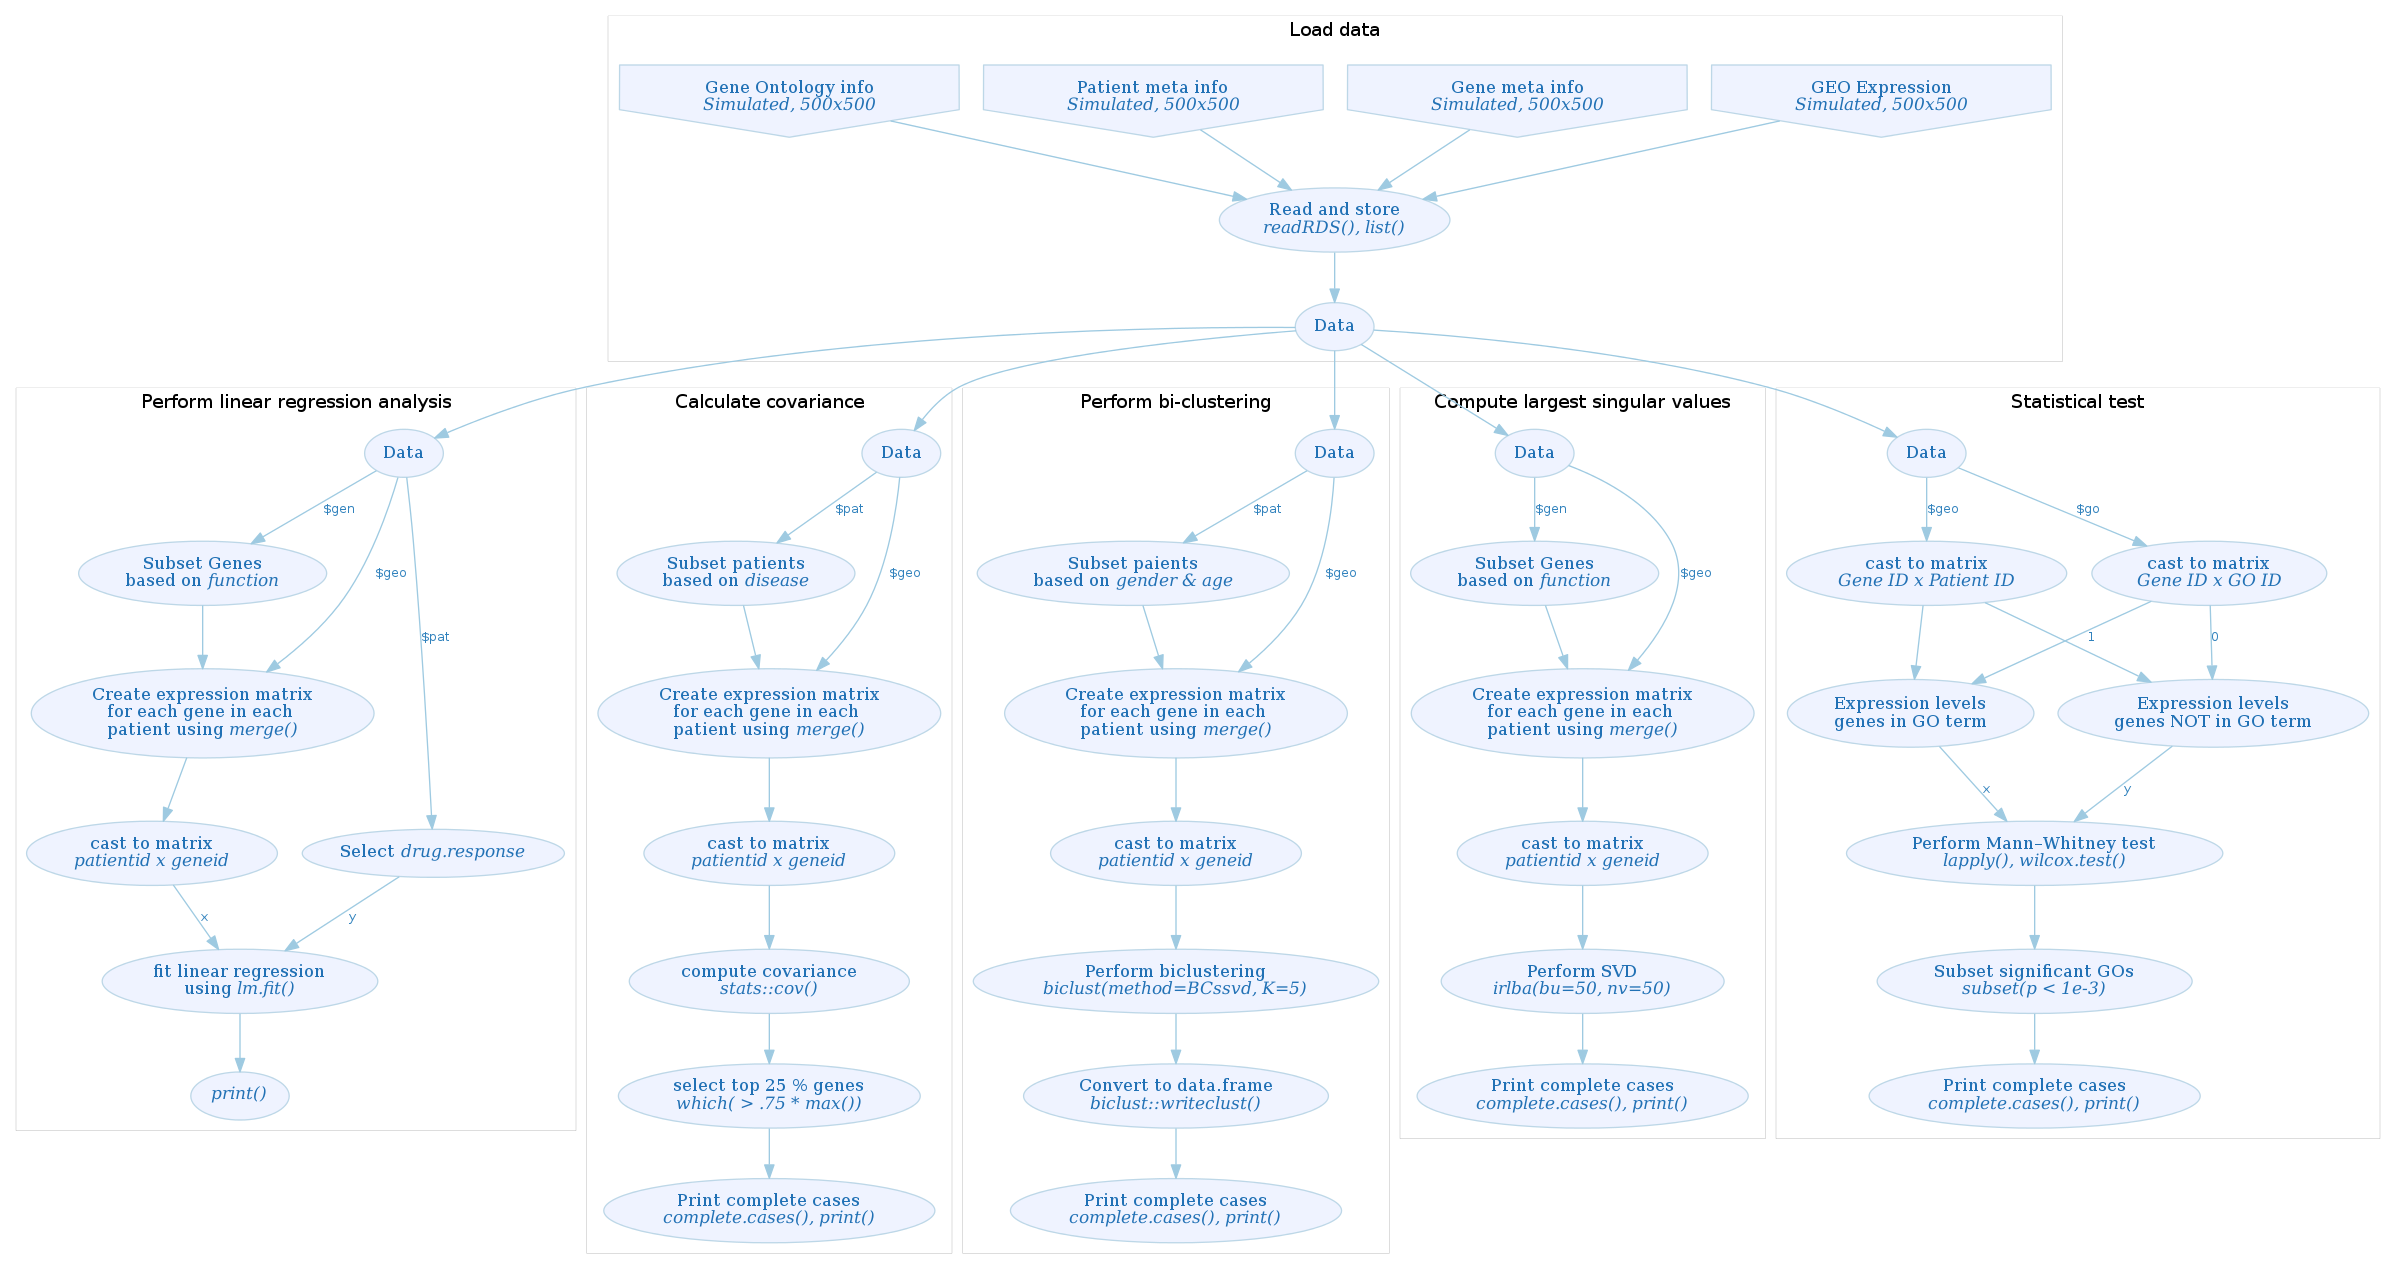 Load data
Gene Ontology info
Simulated, 500x500
Patient meta info
Simulated, 500x500
Gene meta info
Simulated, 500x500
GEO Expression
Simulated, 500x500
Read and store
readRDS(), list()
Data
Perform linear regression analysis
Data
$gen
$geo
$pat
Subset Genes
based on function
Create expression matrix
for each gene in each
patient using merge()
cast to matrix
patientid x geneid
Select drug.response
x
y
fit linear regression
using lm.fit()
print()
Calculate covariance
Data
$pat
$geo
Subset patients
based on disease
Create expression matrix
for each gene in each
patient using merge()
cast to matrix
patientid x geneid
compute covariance
stats::cov()
select top 25 % genes
which( > .75 * max())
Print complete cases
complete.cases(), print()
Perform bi-clustering
Data
$pat
$geo
Subset paients
based on gender & age
Create expression matrix
for each gene in each
patient using merge()
cast to matrix
patientid x geneid
Perform biclustering
biclust(method=BCssvd, K=5)
Convert to data.frame
biclust::writeclust()
Print complete cases
complete.cases(), print()
Compute largest singular values
Data
$gen
$geo
Subset Genes
based on function
Create expression matrix
for each gene in each
patient using merge()
cast to matrix
patientid x geneid
Perform SVD
irlba(bu=50, nv=50)
Print complete cases
complete.cases(), print()
Statistical test
Data
$geo
$go
cast to matrix
Gene ID x Patient ID
cast to matrix
Gene ID x GO ID
1
0
Expression levels
genes in GO term
Expression levels
genes NOT in GO term
x
y
Perform Mann–Whitney test
lapply(), wilcox.test()
Subset significant GOs
subset(p < 1e-3)
Print complete cases
complete.cases(), print()